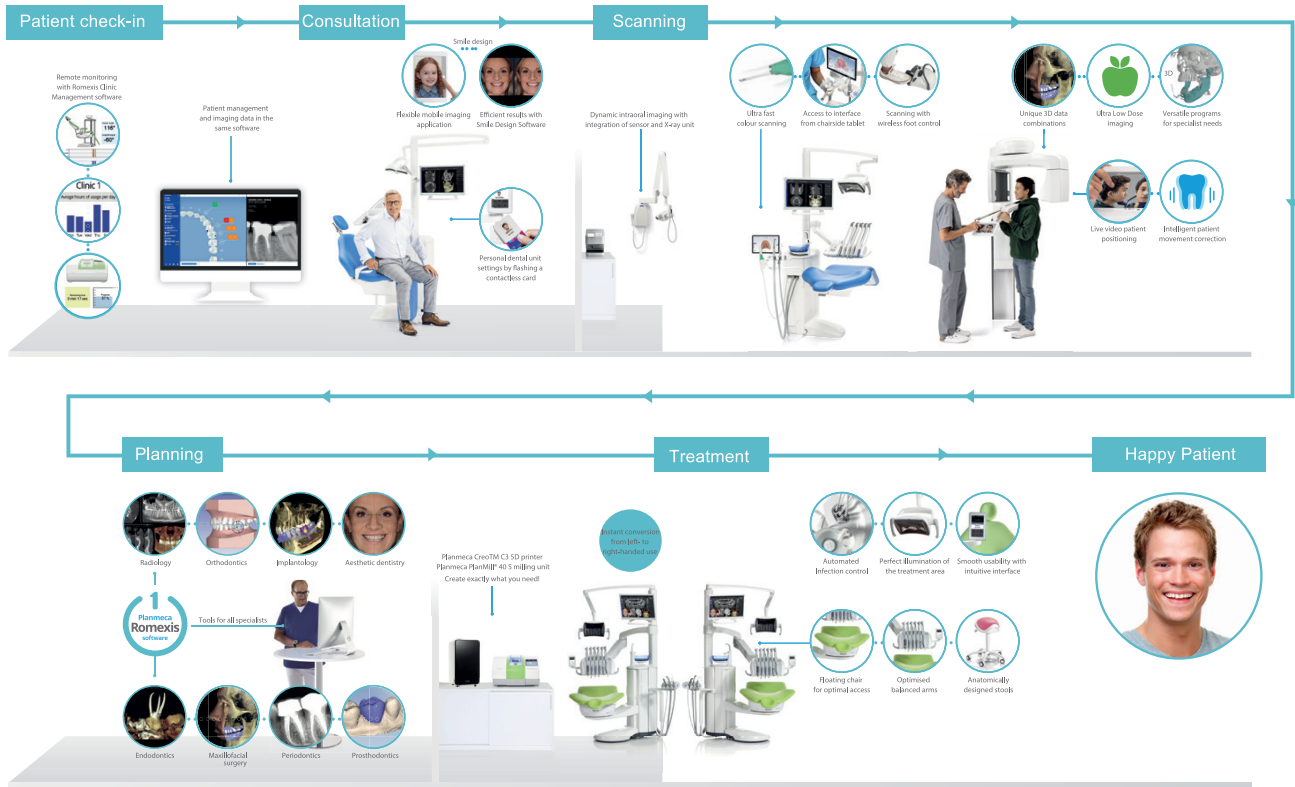 Patient check-in
Consultation
Scanning
Remote monitoring
with Romexis Clinic
Management software
Clinic 1
Patient management
and imaging data in the
same software
Smile design
Flexible mobile imaging
application
Efficient results with
Smile Design Software
Personal dental unit
settings by flashing a
contactless card
Dynamic intraoral imaging with
integration of sensor and X-ray unit
Ultra fast
colour scanning
Access to interface
from chairside tablet
Scanning with
wireless foot control
3D
Unique 3D data
combinations
Ultra Low Dose
imaging
Versatile programs
for specialist needs
Live video patient
positioning
Intelligent patient
movement correction
Planning
Treatment
Happy Patient
Radiology
Orthodontics
Implantology
Aesthetic dentistry
Planmeca
Romexis
software
Tools for all specialists
Endodontics
Maxillofacial
surgery
Periodontics
Prosthodontics
Planmeca CreoTM C3 SD printer
Planmeca PlanMill® 40 S milling unit
Create exactly what you need!
Instant conversion
from left- to
right-handed use
Automated
Infection control
Perfect illumination of
the treatment area
Smooth usability with
intuitive interface
Floating chair
for optimal access
Optimised
balanced arms
Anatomically
designed stools